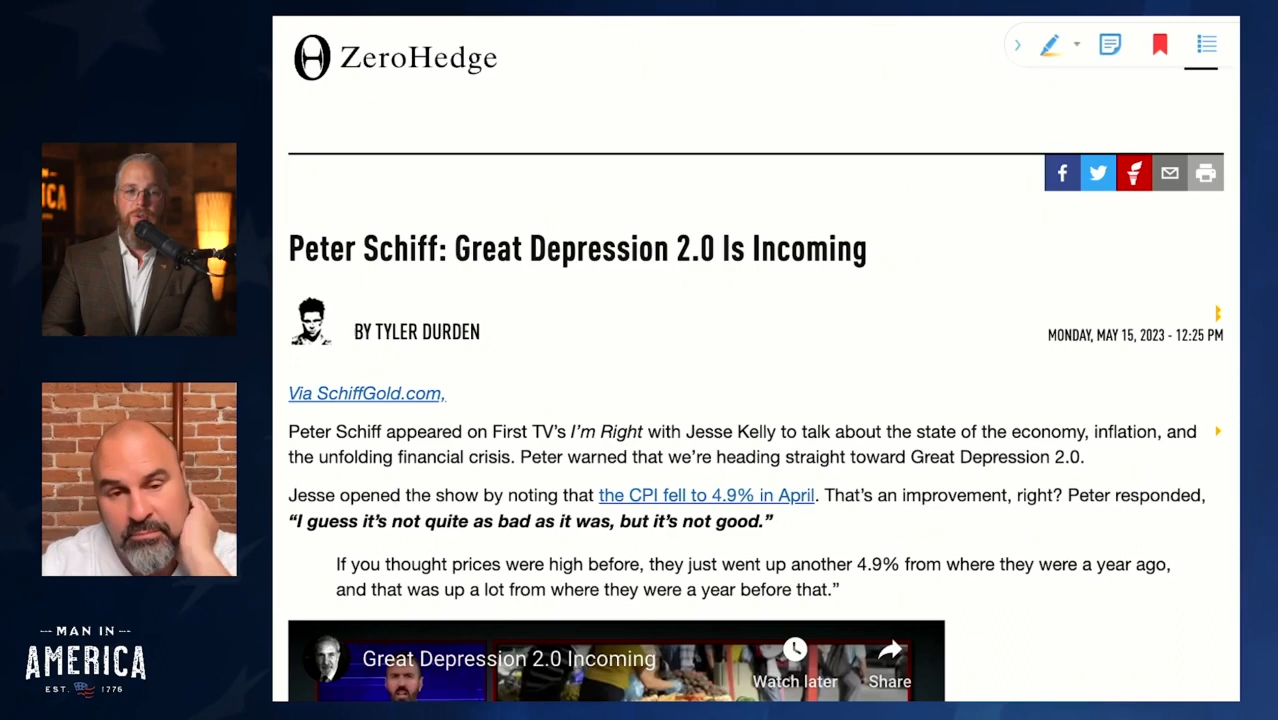 ZeroHedge
Peter Schiff: Great Depression 2.0 Is Incoming
BY TYLER DURDEN
MONDAY, MAY 15, 2023 - 12:25 PM
Via SchiffGold.com,
Peter Schiff appeared on First TV’s I’m Right with Jesse Kelly to talk about the state of the economy, inflation, and
the unfolding financial crisis. Peter warned that we’re heading straight toward Great Depression 2.0.
Jesse opened the show by noting that the CPI fell to 4.9% in April. That’s an improvement, right? Peter responded,
“I guess it’s not quite as bad as it was, but it’s not good.”
If you thought prices were high before, they just went up another 4.9% from where they were a year ago,
and that was up a lot from where they were a year before that.”
Great Depression 2.0 Incoming
Watch later
Share
ICA
MAN IN
AMERICA
EST. 1776